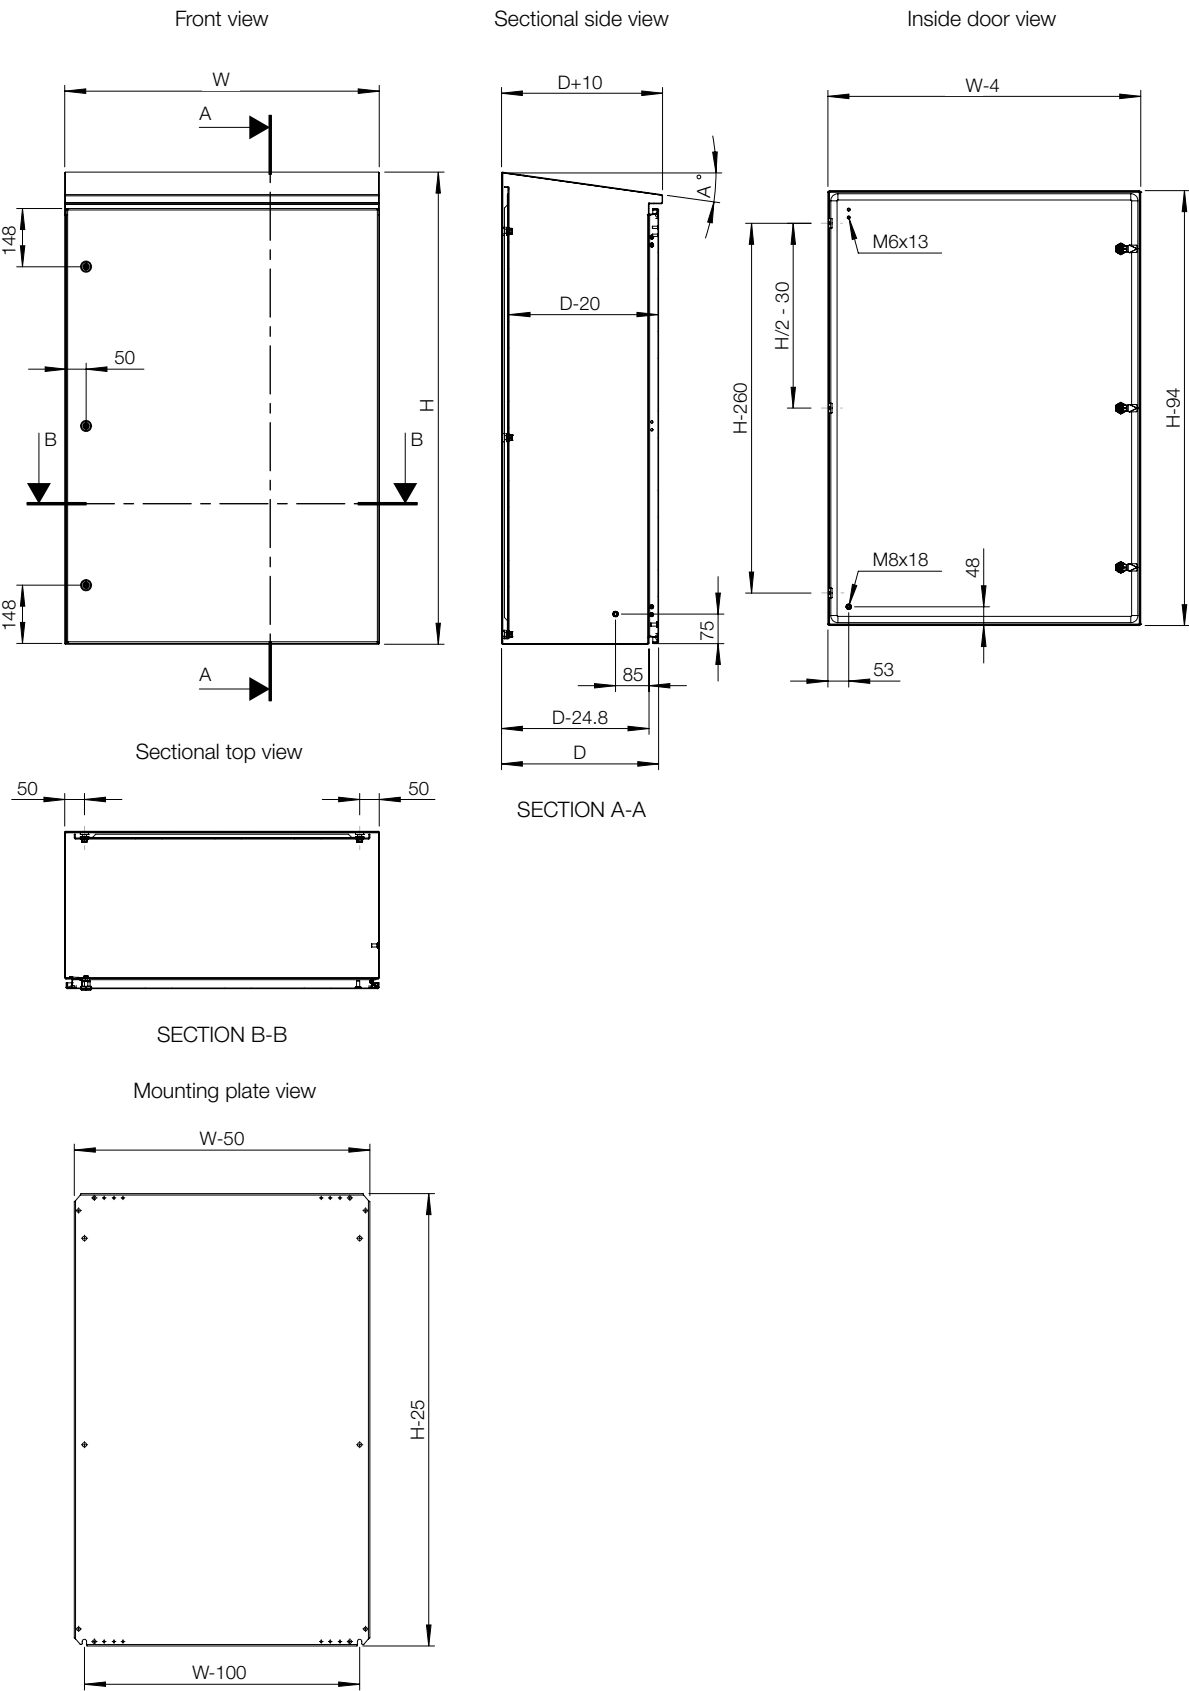 Front view
Sectional side view
Inside door view
W
A
148
50
H
B
B
148
A
D+10
A°
D-20
75
85
D-24.8
D
SECTION A-A
W-4
M6x13
H/2 - 30
H-260
H-94
M8x18
48
53
Sectional top view
50
50
SECTION B-B
Mounting plate view
W-50
H-25
W-100